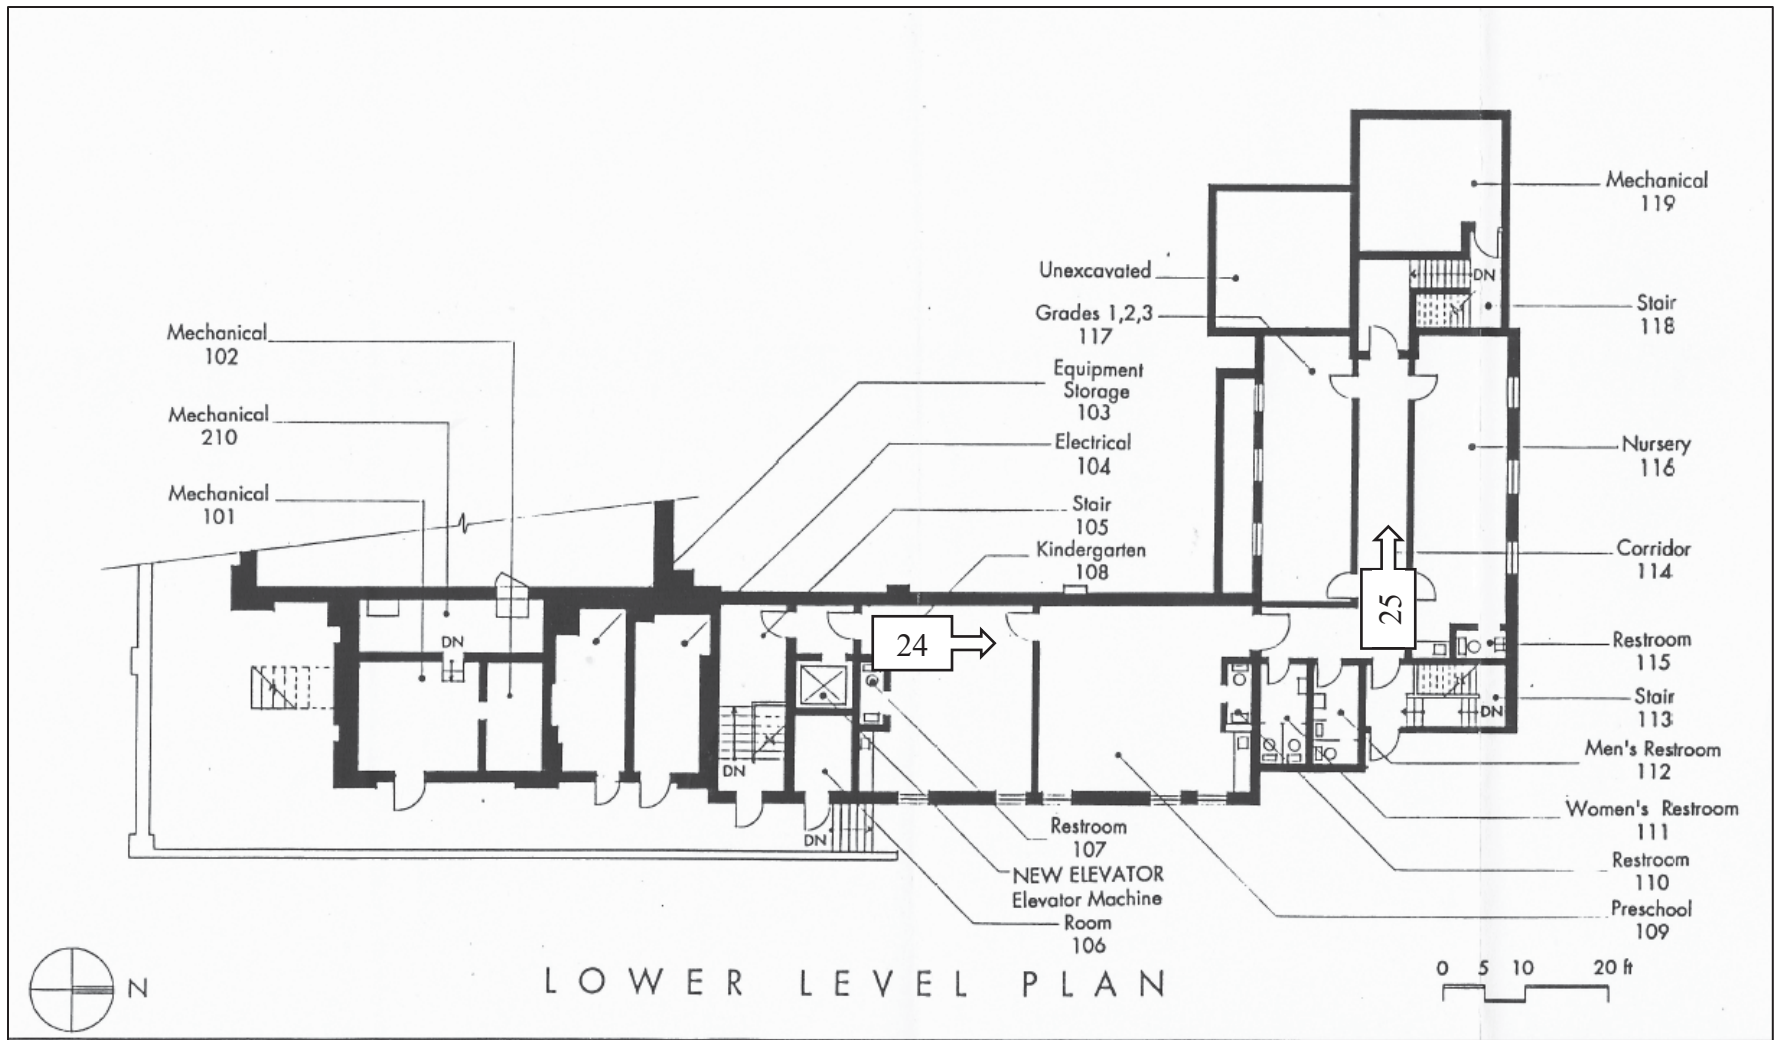 Mechanical
119
Unexcavated
Grades 1,2,3
117
DN
Stair
118
Mechanical
102
Equipment
Storage
103
Mechanical
210
Electrical
104
Nursery
116
Mechanical
101
Stair
105
Kindergarten
108
Corridor
114
25
24
DN
Restroom
115
Stair
113
DN
DN
DN
Men's Restroom
112
Women's Restroom
111
Restroom
107
NEW ELEVATOR
Elevator Machine
Room
106
Restroom
110
Preschool
109
N
LOWER LEVEL PLAN
0 5 10 20 ft